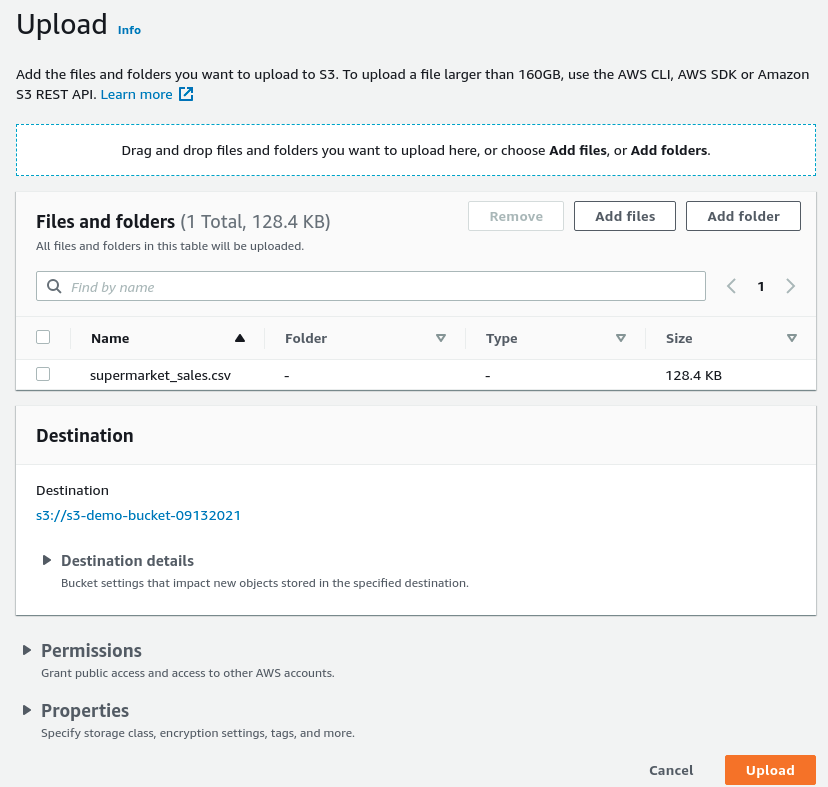 Upload Info
Add the files and folders you want to upload to S3. To upload a file larger than 160GB, use the AWS CLI, AWS SDK or Amazon
S3 REST API. Learn more
Drag and drop files and folders you want to upload here, or choose Add files, or Add folders.
Files and folders (1 Total, 128.4 KB)
Remove Add files Add folder
All files and folders in this table will be uploaded.
Find by name 1
Name Folder Type Size
supermarket_sales.csv - - 128.4 KB
Destination
Destination
s3://s3-demo-bucket-09132021
Destination details
Bucket settings that impact new objects stored in the specified destination.
Permissions
Grant public access and access to other AWS accounts.
Properties
Specify storage class, encryption settings, tags, and more.
Cancel Upload